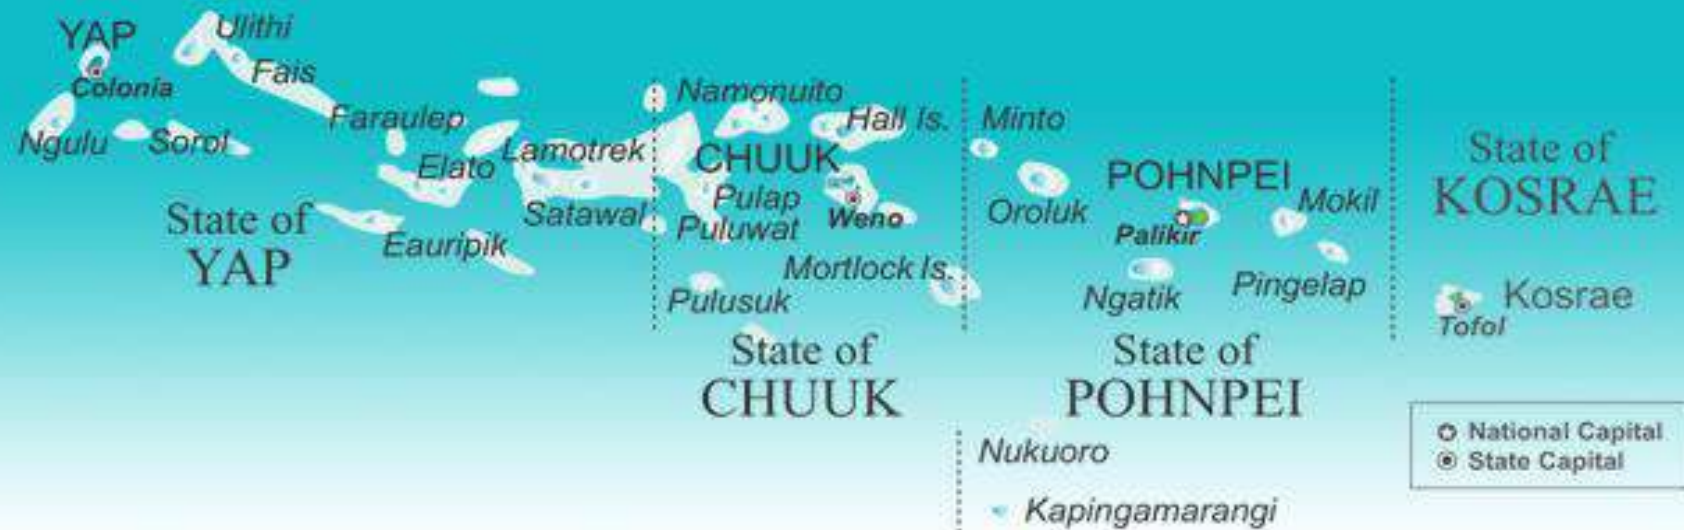 YAP
Ulithi
Colonia
Fais
Ngulu
Sorol
Faraulep
Elato
Lamotrek
Satawal
Eauripik
State of
YAP
Namonuito
Hall Is.
CHUUK
Pulap
Puluwat
Weno
Mortlock Is.
Pulusuk
State of
CHUUK
Minto
Oroluk
POHNPEI
Palikir
Mokil
Ngatik
Pingelap
State of
POHNPEI
Nukuoro
Kapingamarangi
State of
KOSRAE
Kosrae
Tofol
National Capital
State Capital